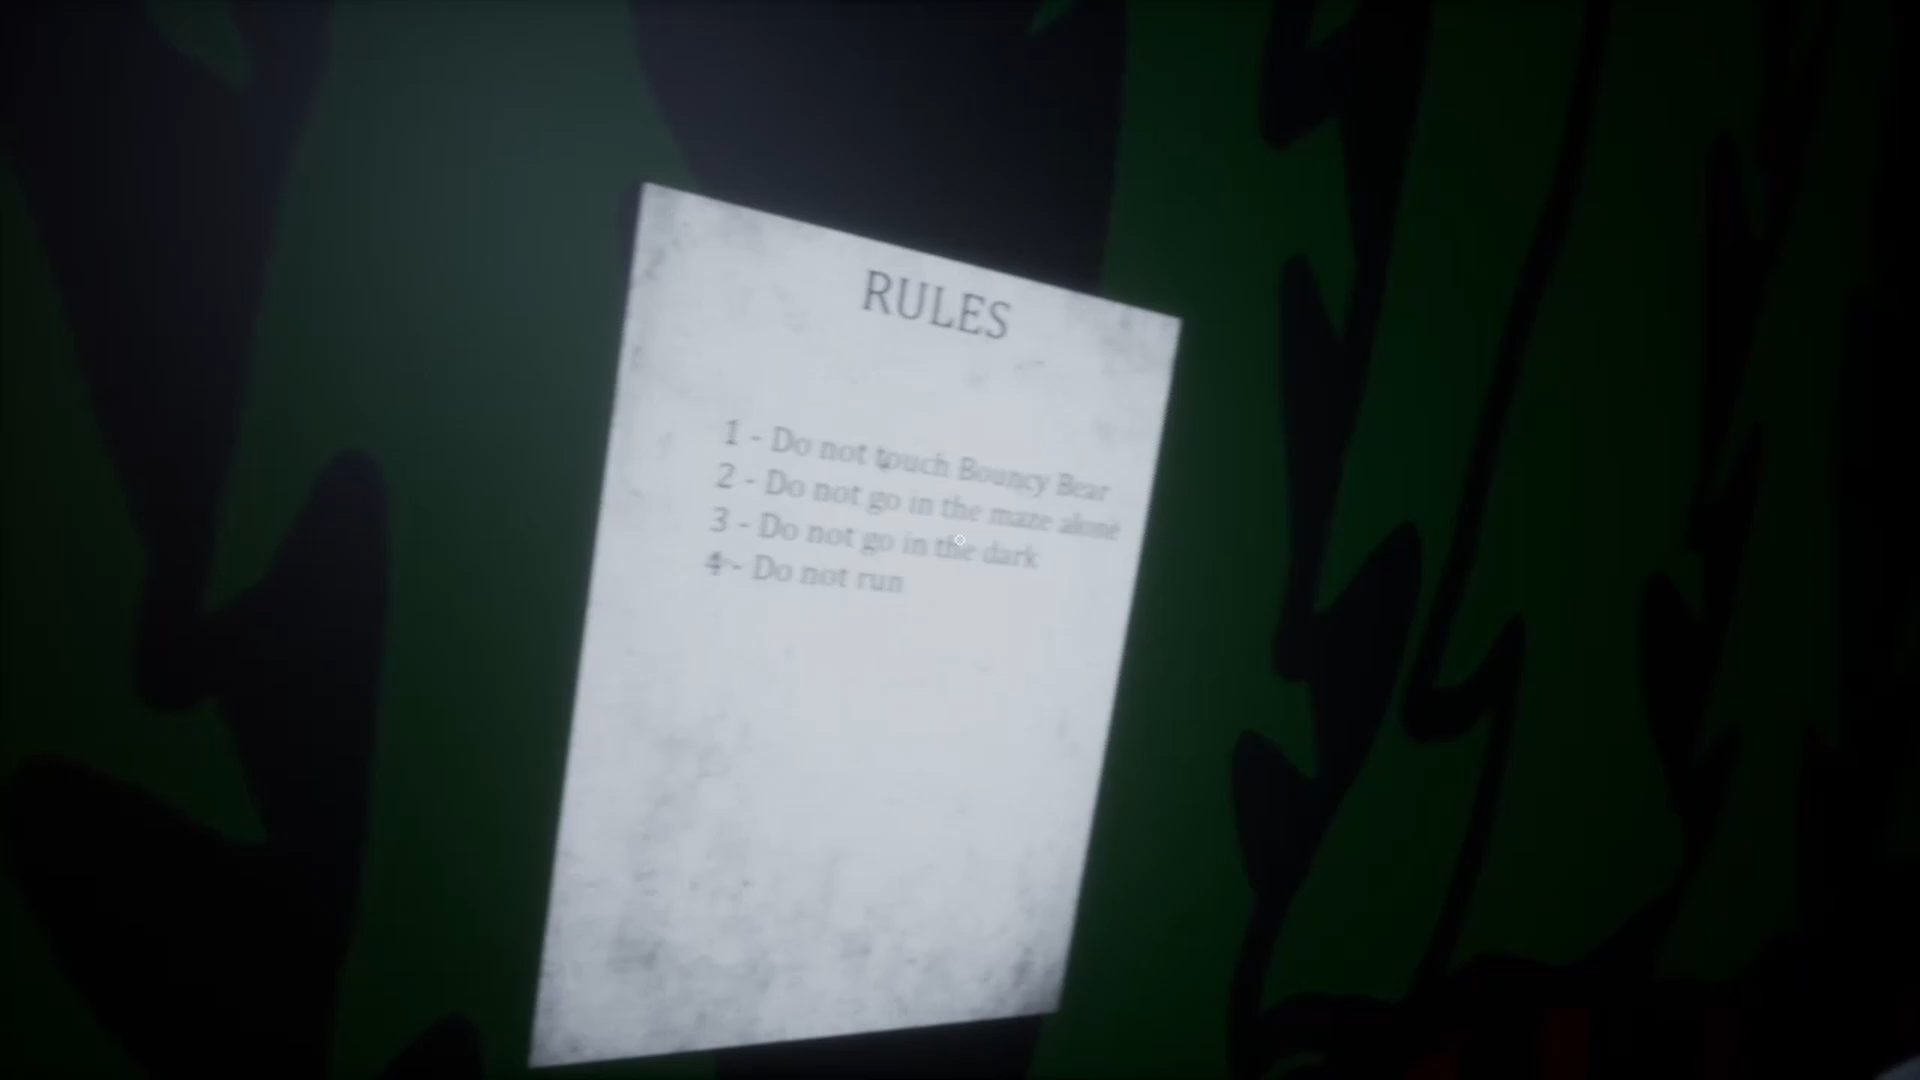 RULES
1 - Do not touch Bouncy Bear
2 - Do not go in the maze alone
3 - Do not go in the dark
4 - Do not run